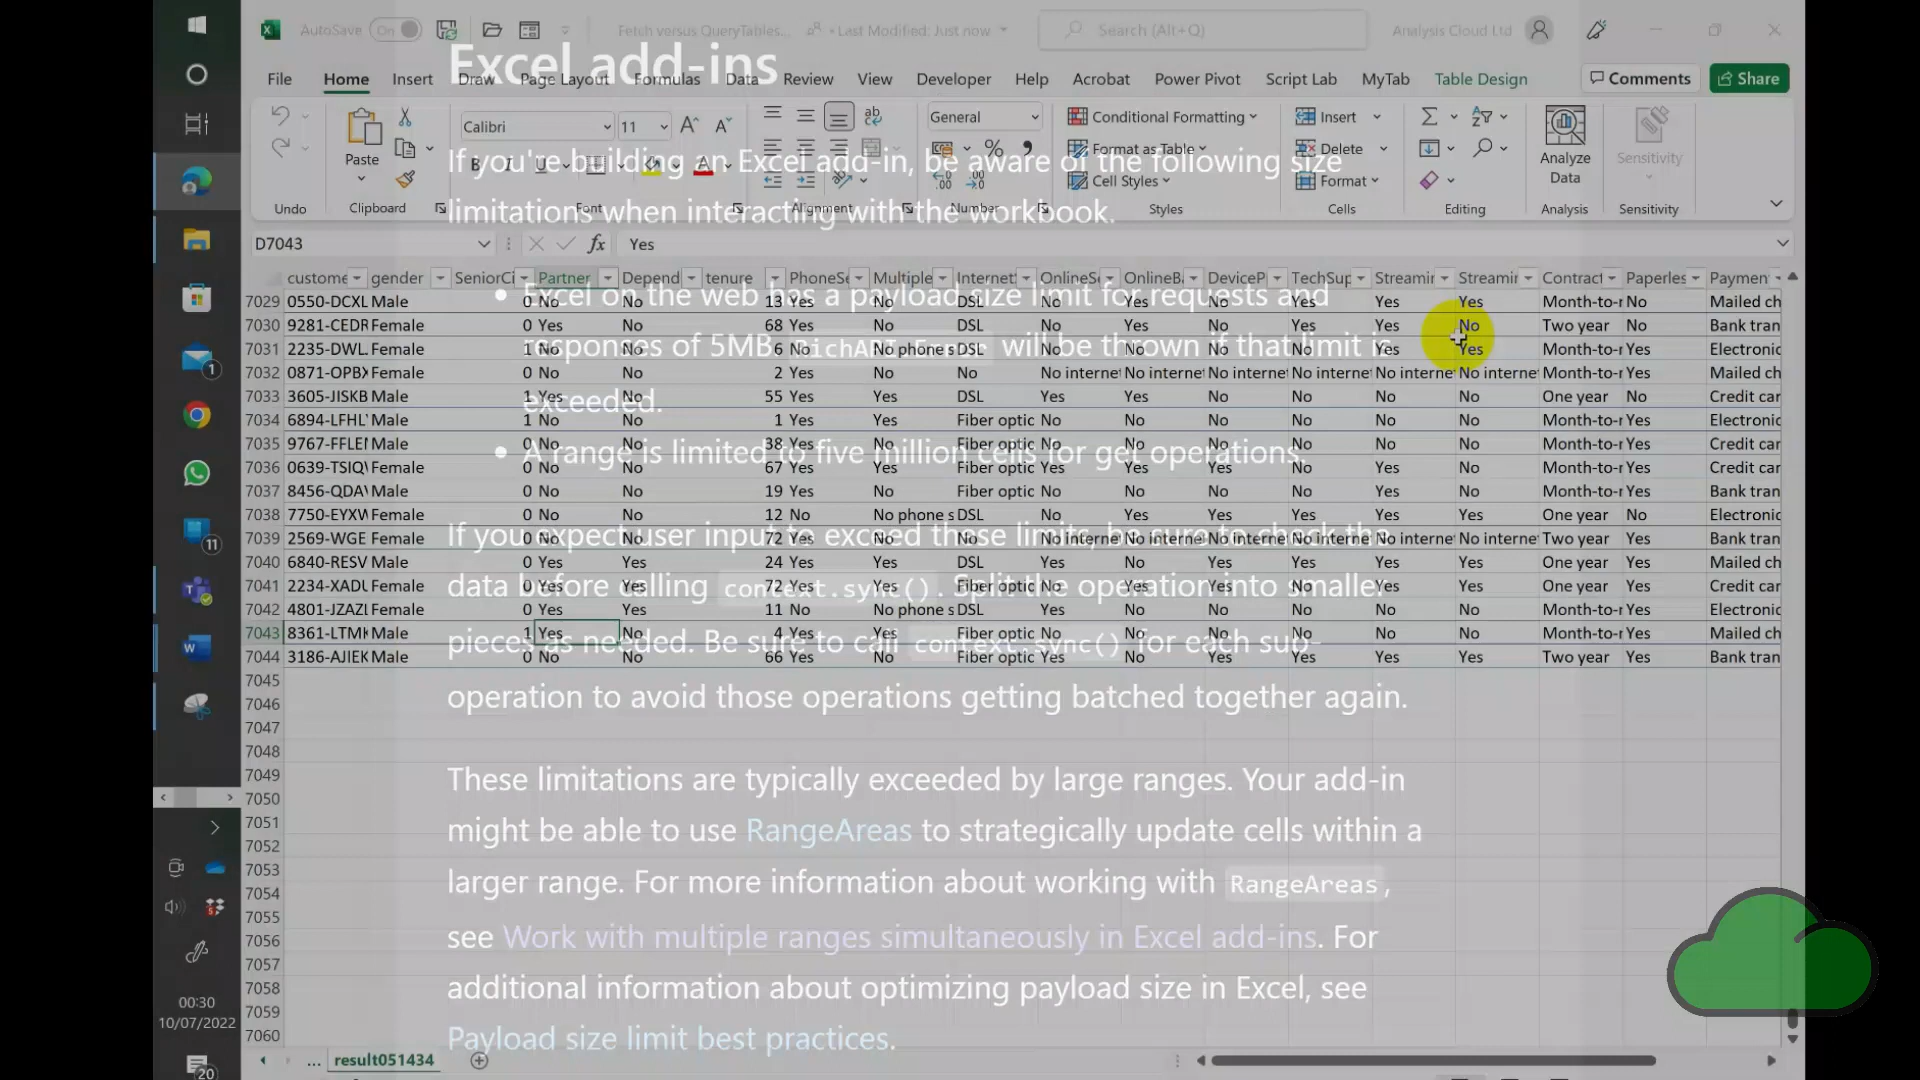 AutoSave On Fetch versus QueryTables... • Last Modified: Just now Search (Alt+Q) Analysis Cloud Ltd
File Home Insert Draw Page Layout Formulas Data Review View Developer Help Acrobat Power Pivot Script Lab MyTab Table Design Comments Share
Excel add-ins
Paste Calibri 11 General Conditional Formatting Insert
Format as Table Delete Analyze Data Sensitivity
Cell Styles Format
Undo Clipboard Font Alignment Number Styles Cells Editing Analysis Sensitivity
D7043 fx Yes
custome gender SeniorCi Partner Depend tenure PhoneSe Multiple Internet OnlineSe OnlineB DeviceP TechSup Streamin Streamin Contract Paperles Payment
7029 0550-DCXL Male 0 No No 13 Yes No DSL No Yes No Yes Yes Yes Month-to-r No Mailed ch
7030 9281-CEDR Female 0 Yes No 68 Yes No DSL No Yes No Yes Yes No Two year No Bank tran
7031 2235-DWL Male 1 No No 6 No No phone s DSL Yes Yes Month-to-r Yes Electronic
7032 0871-OPBX Female 0 No No 2 Yes No No No internet No internet No internet No internet No internet No internet Month-to-r Yes Mailed ch
7033 3605-JISKB Male 1 Yes No 55 Yes Yes DSL Yes Yes No No No No One year No Credit car
7034 6894-LFHLY Male 1 No No 1 Yes Yes Fiber optic No No No No No No Month-to-r Yes Electronic
7035 9767-FFLEM Male 0 No No 38 Yes No Fiber optic No No No No No No Month-to-r Yes Credit car
7036 0639-TSIQW Female 0 No No 67 Yes Yes Fiber optic Yes Yes Yes No Yes No Month-to-r Yes Credit car
7037 8456-QDAV Male 0 No No 19 Yes No Fiber optic No No No No Yes No Month-to-r Yes Bank tran
7038 7750-EYXW Female 0 No No 12 No No phone s DSL No Yes Yes Yes Yes Yes One year No Electronic
7039 2569-WGE Female 0 No No 72 Yes No No No internet No internet No internet No internet No internet No internet Two year Yes Bank tran
7040 6840-RESV Male 0 Yes Yes 24 Yes Yes DSL Yes No Yes Yes Yes Yes One year Yes Mailed ch
7041 2234-XADL Female 0 Yes Yes 72 Yes Yes Fiber optic No Yes Yes No Yes Yes One year Yes Credit car
7042 4801-JZAZL Female 0 Yes Yes 11 No No phone s DSL Yes No No No No No Month-to-r Yes Electronic
7043 8361-LTMK Male 1 Yes No 4 Yes Yes Fiber optic No No No No No No Month-to-r Yes Mailed ch
7044 3186-AJIEK Male 0 No No 66 Yes No Fiber optic Yes No Yes Yes Yes Yes Two year Yes Bank tran
7045
7046
7047
7048
7049
7050
7051
7052
7053
7054
7055
7056
7057
7058
7059
7060
If you're building an Excel add-in, be aware of the following size
limitations when interacting with the workbook.
• Excel on the web has a payload size limit for requests and
responses of 5MB. RichAPI.Error will be thrown if that limit is
exceeded.
• A range is limited to five million cells for get operations.
If you expect user input to exceed those limits, be sure to check the
data before calling context.sync(). Split the operation into smaller
pieces as needed. Be sure to call context.sync() for each sub-
operation to avoid those operations getting batched together again.
These limitations are typically exceeded by large ranges. Your add-in
might be able to use RangeAreas to strategically update cells within a
larger range. For more information about working with RangeAreas,
see Work with multiple ranges simultaneously in Excel add-ins. For
additional information about optimizing payload size in Excel, see
Payload size limit best practices.
1
11
00:30
10/07/2022
20
... result051434